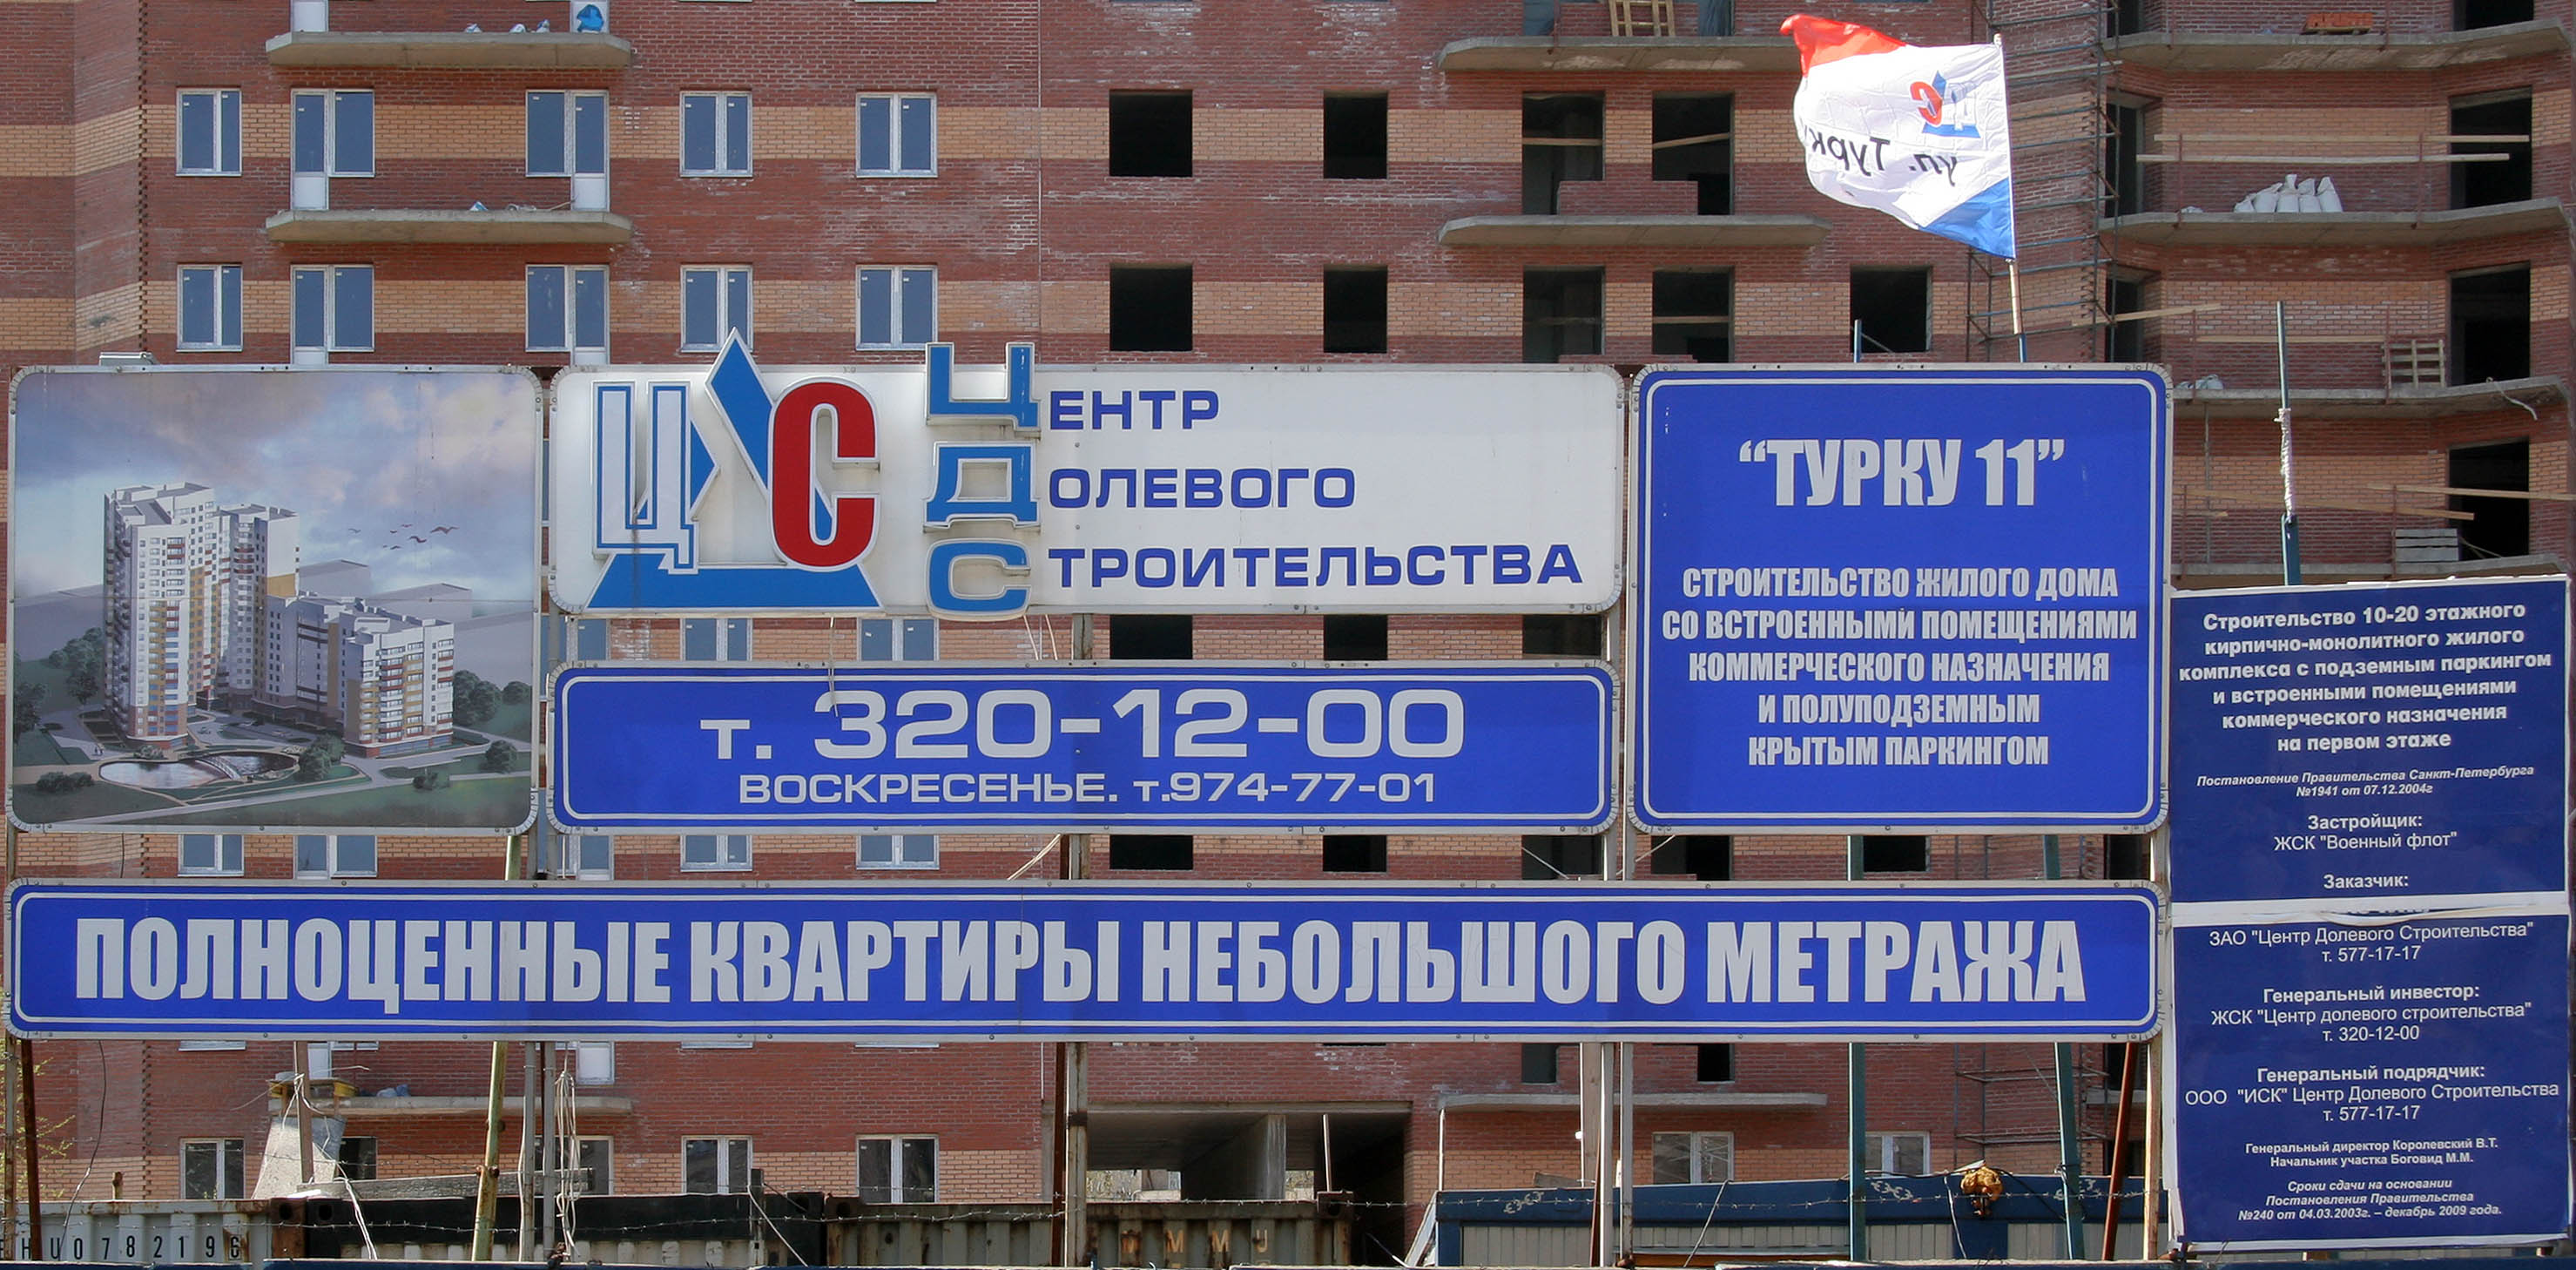 ЦДС
ЦЕНТР
ДОЛЕВОГО
СТРОИТЕЛЬСТВА
т. 320-12-00
ВОСКРЕСЕНЬЕ. т.974-77-01
“ТУРКУ 11”
СТРОИТЕЛЬСТВО ЖИЛОГО ДОМА
СО ВСТРОЕННЫМИ ПОМЕЩЕНИЯМИ
КОММЕРЧЕСКОГО НАЗНАЧЕНИЯ
И ПОЛУПОДЗЕМНЫМ
КРЫТЫМ ПАРКИНГОМ
ПОЛНОЦЕННЫЕ КВАРТИРЫ НЕБОЛЬШОГО МЕТРАЖА
Строительство 10-20 этажного
кирпично-монолитного жилого
комплекса с подземным паркингом
и встроенными помещениями
коммерческого назначения
на первом этаже
Постановление Правительства Санкт-Петербурга
№1941 от 07.12.2004г
Застройщик:
ЖСК "Военный флот"
Заказчик:
ЗАО "Центр Долевого Строительства"
т. 577-17-17
Генеральный инвестор:
ЖСК "Центр долевого строительства"
т. 320-12-00
Генеральный подрядчик:
ООО "ИСК" Центр Долевого Строительства
т. 577-17-17
Генеральный директор Королевский В.Т.
Начальник участка Боговид М.М.
Сроки сдачи на основании
Постановления Правительства
№240 от 04.03.2003г. – декабрь 2009 года.
ДС
ул. Турк
HU0782196
MMU